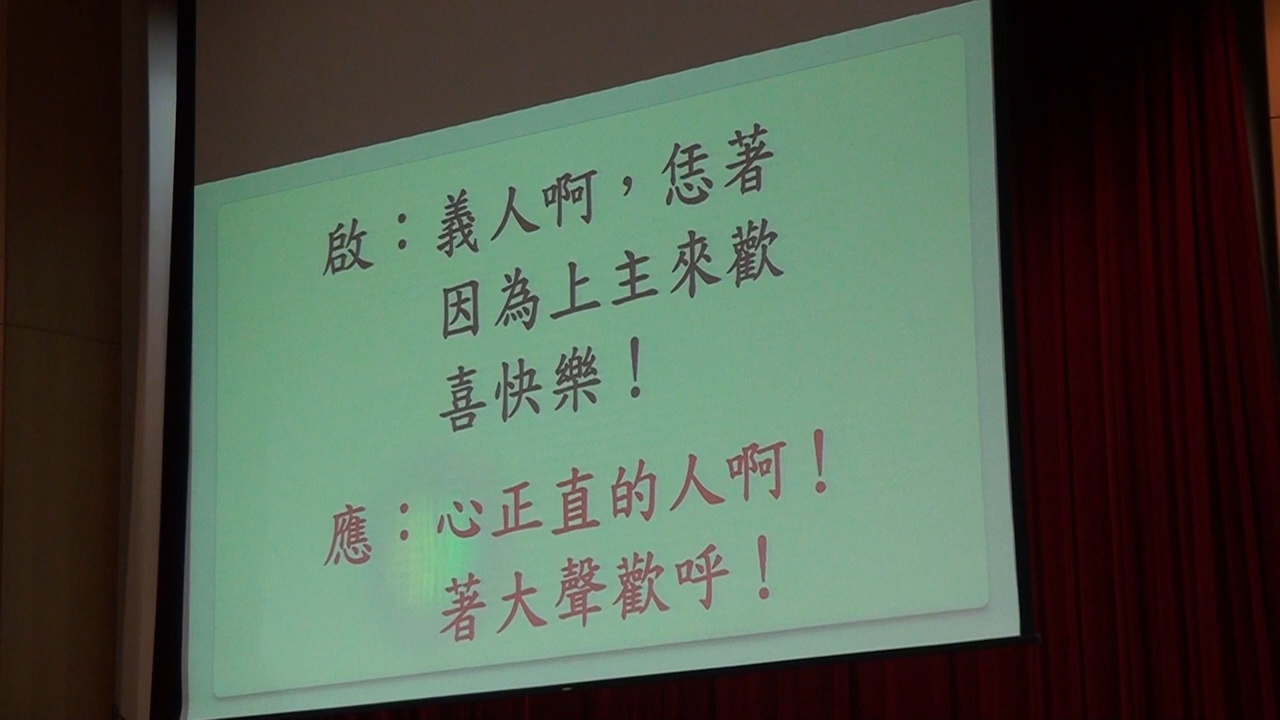 啟：義人啊，恁著
因為上主來歡
喜快樂！
應：心正直的人啊！
著大聲歡呼！